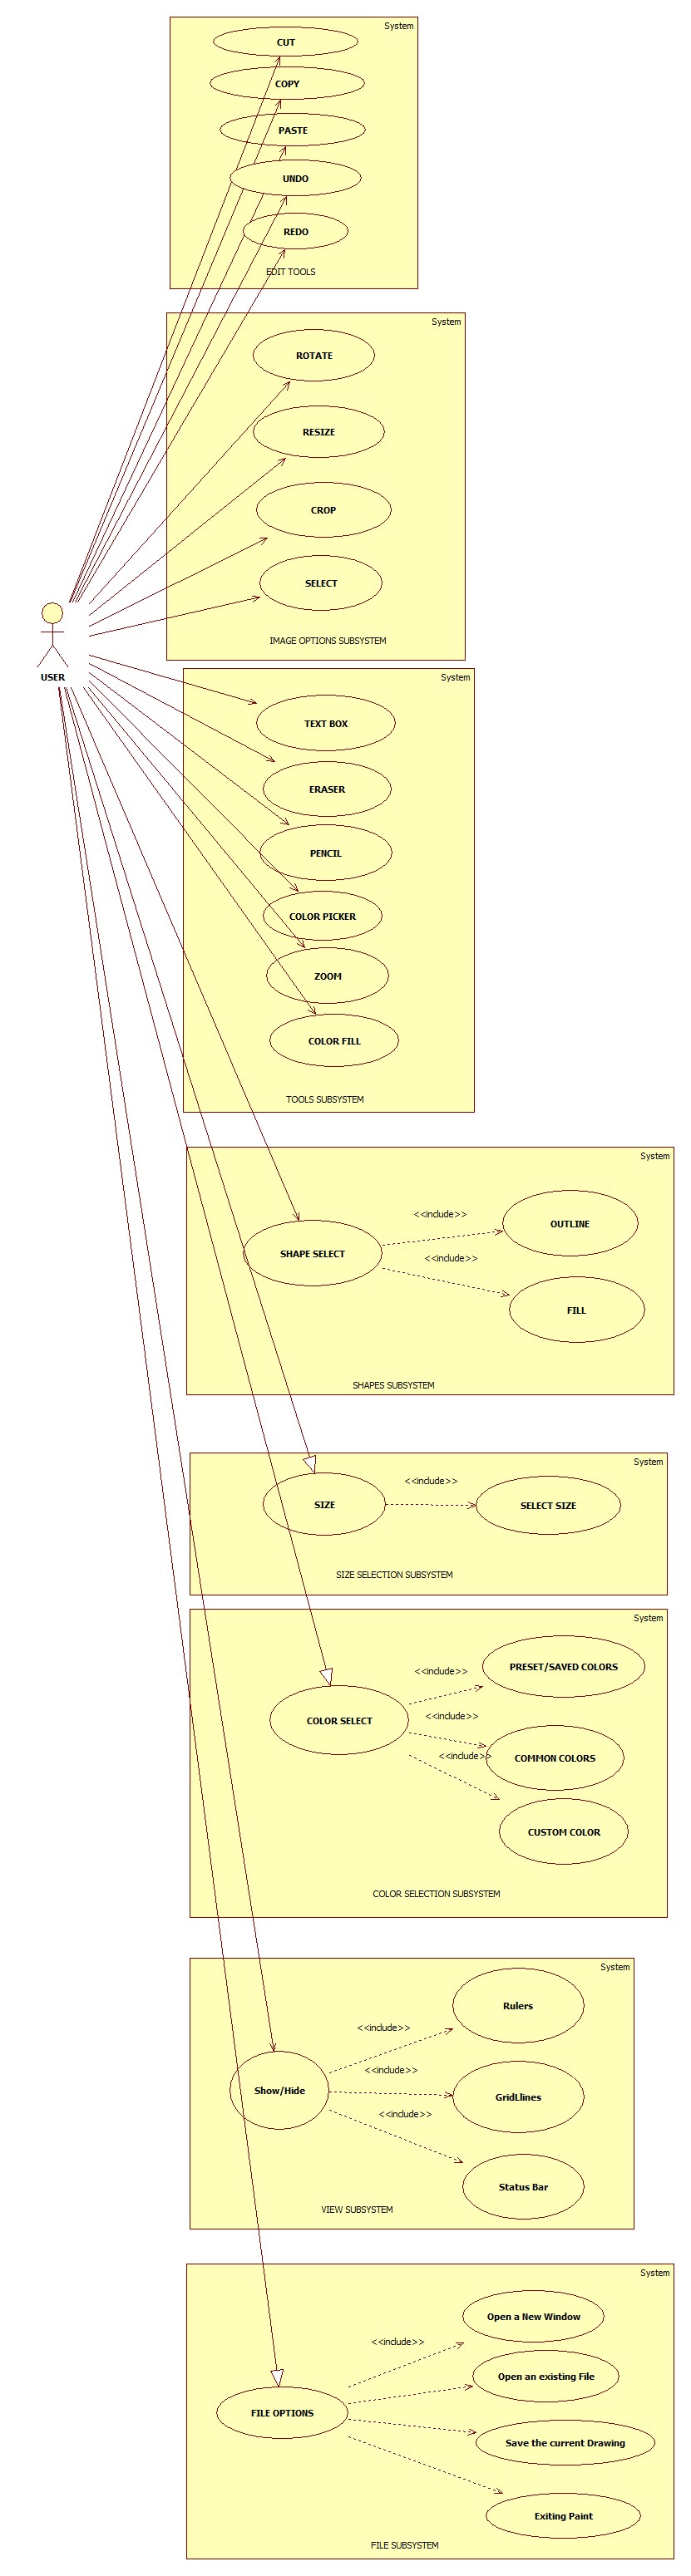 System
CUT
COPY
PASTE
UNDO
REDO
EDIT TOOLS
System
ROTATE
RESIZE
CROP
SELECT
IMAGE OPTIONS SUBSYSTEM
USER
System
TEXT BOX
ERASER
PENCIL
COLOR PICKER
ZOOM
COLOR FILL
TOOLS SUBSYSTEM
System
<<include>>
OUTLINE
SHAPE SELECT
<<include>>
FILL
SHAPES SUBSYSTEM
System
<<include>>
SIZE
SELECT SIZE
SIZE SELECTION SUBSYSTEM
System
PRESET/SAVED COLORS
<<include>>
<<include>>
COLOR SELECT
<<include>>
COMMON COLORS
CUSTOM COLOR
COLOR SELECTION SUBSYSTEM
System
Rulers
<<include>>
<<include>>
Show/Hide
GridLlines
<<include>>
Status Bar
VIEW SUBSYSTEM
System
Open a New Window
<<include>>
Open an existing File
FILE OPTIONS
Save the current Drawing
Exiting Paint
FILE SUBSYSTEM